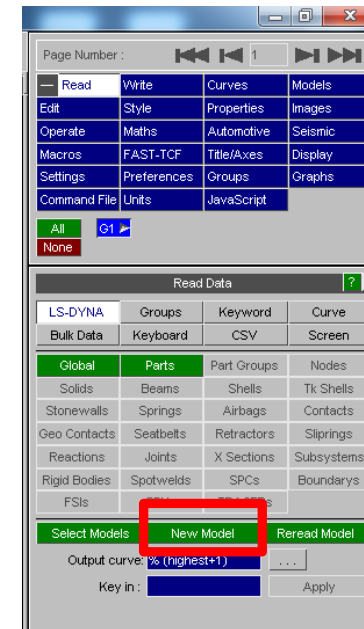 Page Number : 1
Read Write Curves Models
Edit Style Properties Images
Operate Maths Automotive Seismic
Macros FAST-TCF Title/Axes Display
Settings Preferences Groups Graphs
Command File Units JavaScript
All G1
None
Read Data ?
LS-DYNA Groups Keyword Curve
Bulk Data Keyboard CSV Screen
Global Parts Part Groups Nodes
Solids Beams Shells Tk Shells
Stonewalls Springs Airbags Contacts
Geo Contacts Seatbelts Retractors Sliprings
Reactions Joints X Sections Subsystems
Rigid Bodies Spotwelds SPCs Boundarys
FSIs
Select Models New Model Reread Model
Output curve: % (highest+1) ...
Key in : Apply